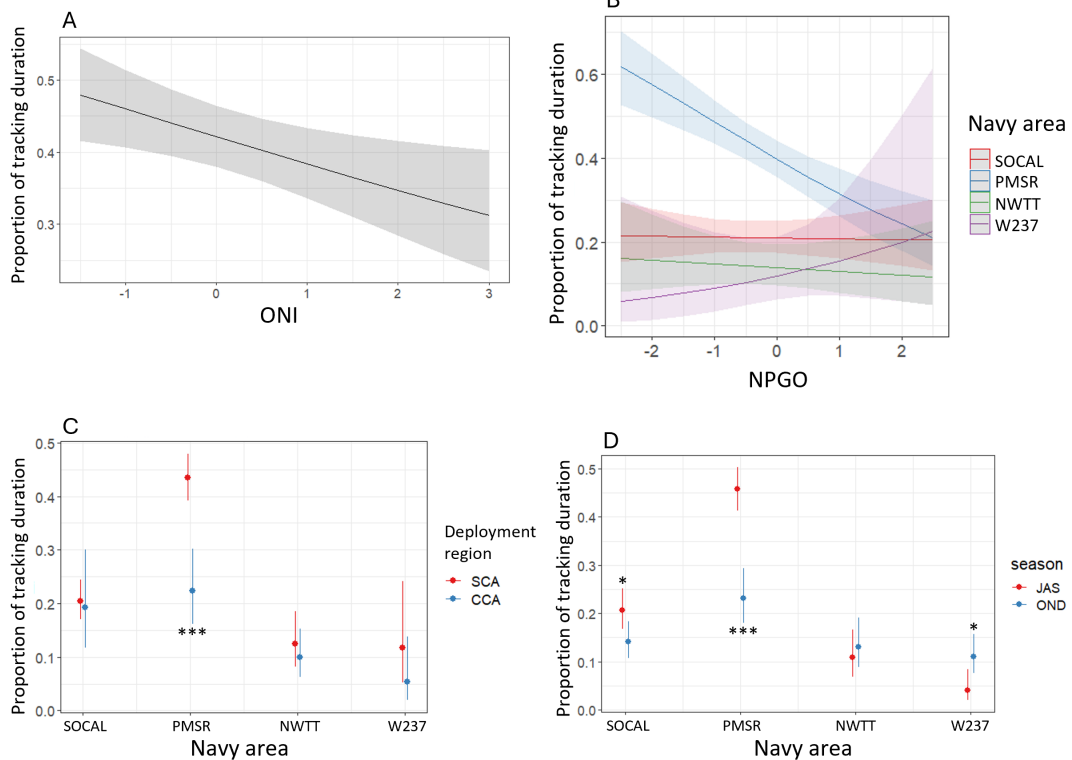 A
Proportion of tracking duration
0.5
0.4
0.3
-1
0
1
2
3
ONI
B
Proportion of tracking duration
0.6
0.4
0.2
0.0
-2
-1
0
1
2
NPGO
Navy area
SOCAL
PMSR
NWTT
W237
C
Proportion of tracking duration
0.5
0.4
0.3
0.2
0.1
0.0
***
SOCAL
PMSR
NWTT
W237
Navy area
Deployment
region
SCA
CCA
D
Proportion of tracking duration
0.5
0.4
0.3
0.2
0.1
0.0
*
***
*
SOCAL
PMSR
NWTT
W237
Navy area
season
JAS
OND